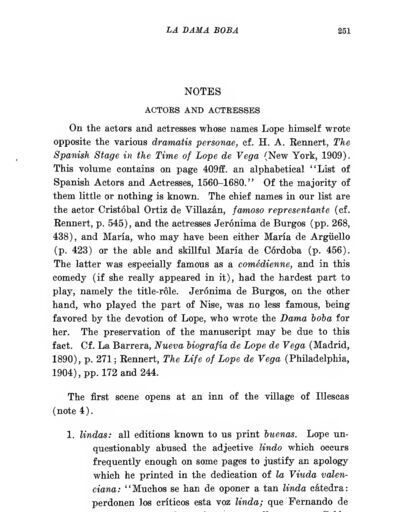 LA DAMA BOBA 251
NOTES
ACTORS AND ACTRESSES
On the actors and actresses whose names Lope himself wrote
opposite the various dramatis personae, cf. H. A. Rennert, The
Spanish Stage in the Time of Lope de Vega (New York, 1909).
This volume contains on page 409ff. an alphabetical "List of
Spanish Actors and Actresses, 1560–1680." Of the majority of
them little or nothing is known. The chief names in our list are
the actor Cristóbal Ortiz de Villazán, famoso representante (cf.
Rennert, p. 545), and the actresses Jerónima de Burgos (pp. 268,
438), and María, who may have been either María de Argüello
(p. 423) or the able and skillful María de Córdoba (p. 456).
The latter was especially famous as a comédienne, and in this
comedy (if she really appeared in it), had the hardest part to
play, namely the title-rôle. Jerónima de Burgos, on the other
hand, who played the part of Nise, was no less famous, being
favored by the devotion of Lope, who wrote the Dama boba for
her. The preservation of the manuscript may be due to this
fact. Cf. La Barrera, Nueva biografía de Lope de Vega (Madrid,
1890), p. 271; Rennert, The Life of Lope de Vega (Philadelphia,
1904), pp. 172 and 244.
The first scene opens at an inn of the village of Illescas
(note 4).
1. lindas: all editions known to us print buenas. Lope un-
questionably abused the adjective lindo which occurs
frequently enough on some pages to justify an apology
which he printed in the dedication of la Viuda valen-
ciana: "Muchos se han de oponer a tan linda cátedra:
perdonen los críticos esta voz linda; que Fernando de